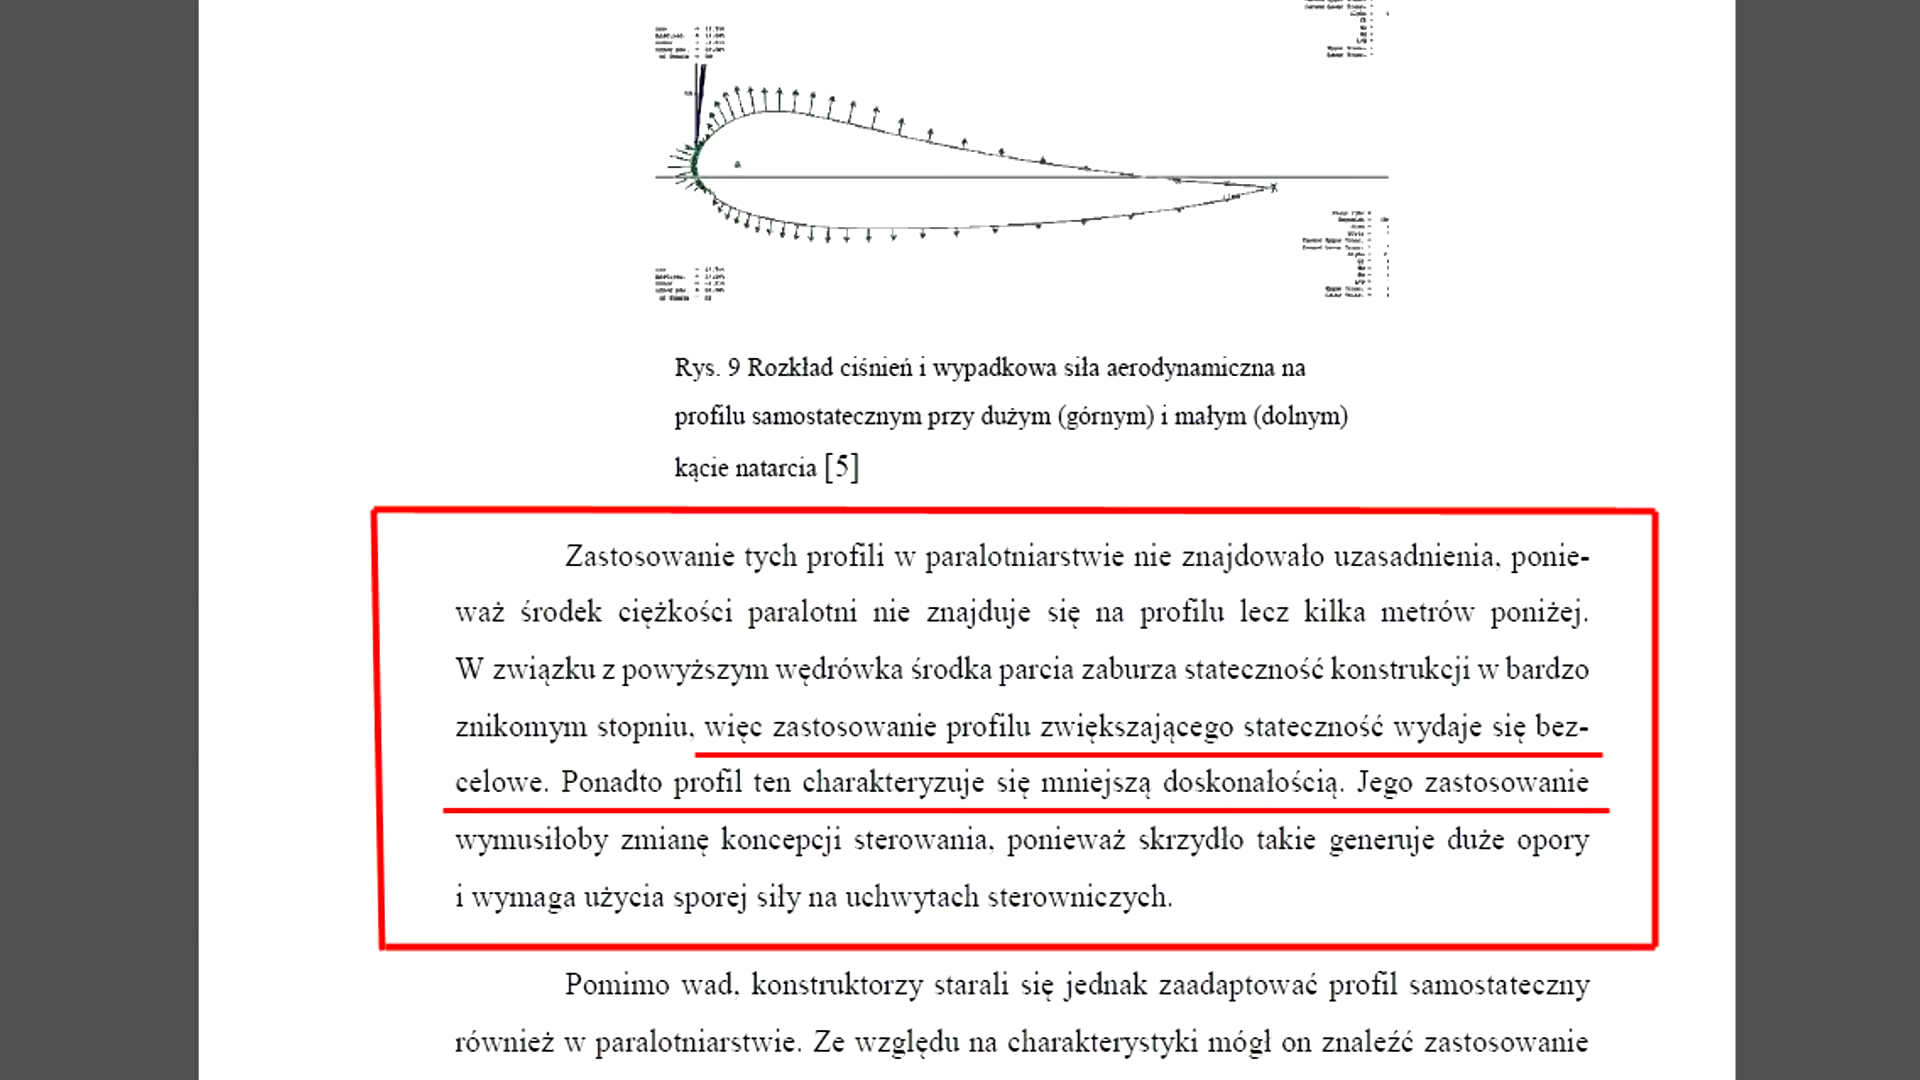 Rys. 9 Rozkład ciśnień i wypadkowa siła aerodynamiczna na
profilu samostatecznym przy dużym (górnym) i małym (dolnym)
kącie natarcia [5]
Zastosowanie tych profili w paralotniarstwie nie znajdowało uzasadnienia, ponie-
waż środek ciężkości paralotni nie znajduje się na profilu lecz kilka metrów poniżej.
W związku z powyższym wędrówka środka parcia zaburza stateczność konstrukcji w bardzo
znikomym stopniu, więc zastosowanie profilu zwiększającego stateczność wydaje się bez-
celowe. Ponadto profil ten charakteryzuje się mniejszą doskonałością. Jego zastosowanie
wymusiłoby zmianę koncepcji sterowania, ponieważ skrzydło takie generuje duże opory
i wymaga użycia sporej siły na uchwytach sterowniczych.
Pomimo wad, konstruktorzy starali się jednak zaadaptować profil samostateczny
również w paralotniarstwie. Ze względu na charakterystyki mógł on znaleźć zastosowanie